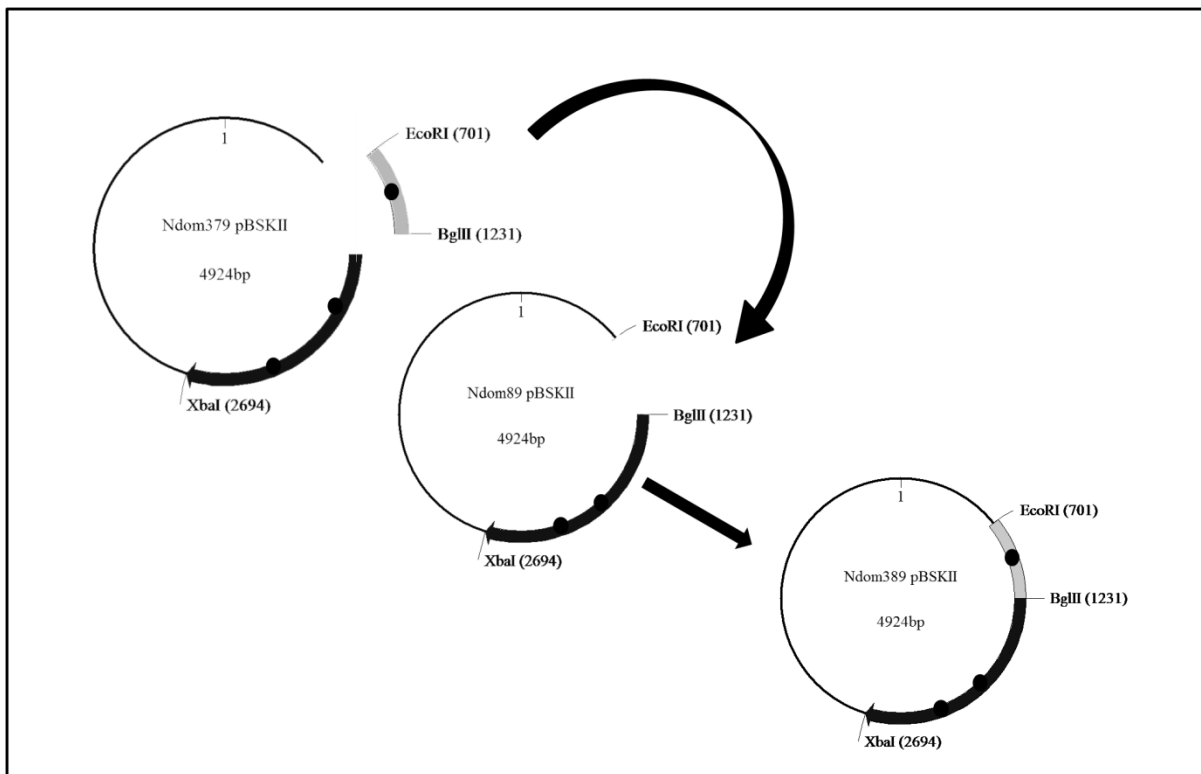 1
EcoRI (701)
Ndom379 pBSKII
BglII (1231)
4924bp
XbaI (2694)
1
EcoRI (701)
Ndom89 pBSKII
BglII (1231)
4924bp
XbaI (2694)
1
EcoRI (701)
Ndom389 pBSKII
BglII (1231)
4924bp
XbaI (2694)